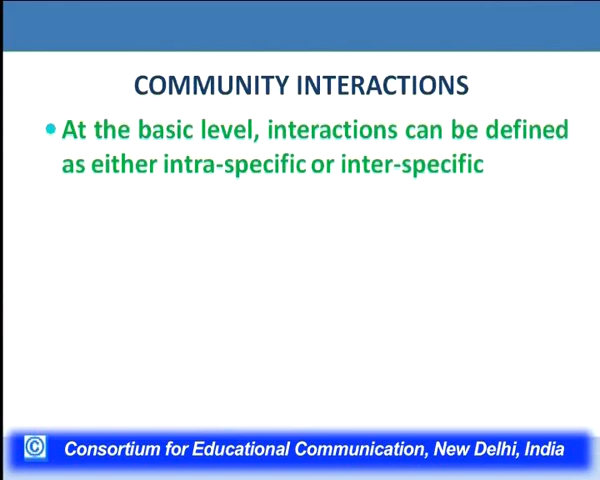 COMMUNITY INTERACTIONS
• At the basic level, interactions can be defined
as either intra-specific or inter-specific
© Consortium for Educational Communication, New Delhi, India